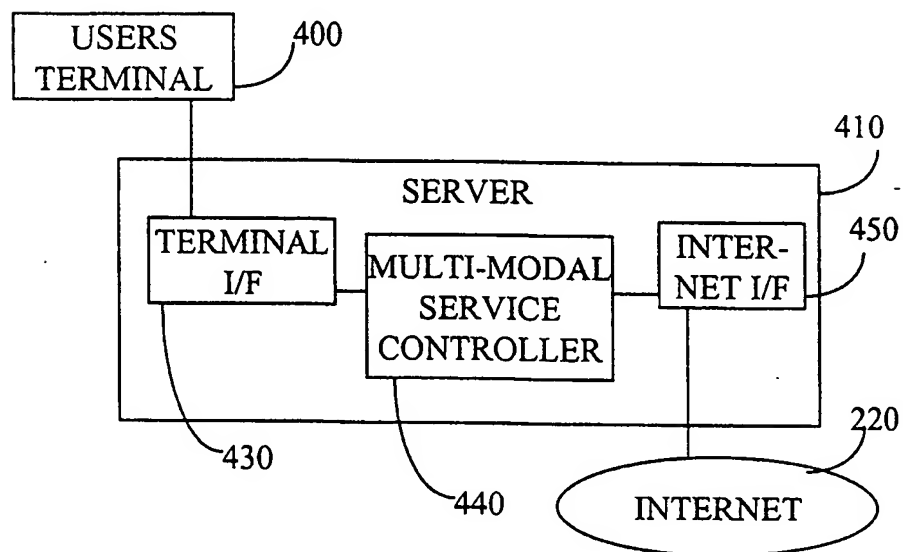 USERS
TERMINAL
400
410
SERVER
TERMINAL
I/F
MULTI-MODAL
SERVICE
CONTROLLER
INTER-
NET I/F
450
430
440
220
INTERNET